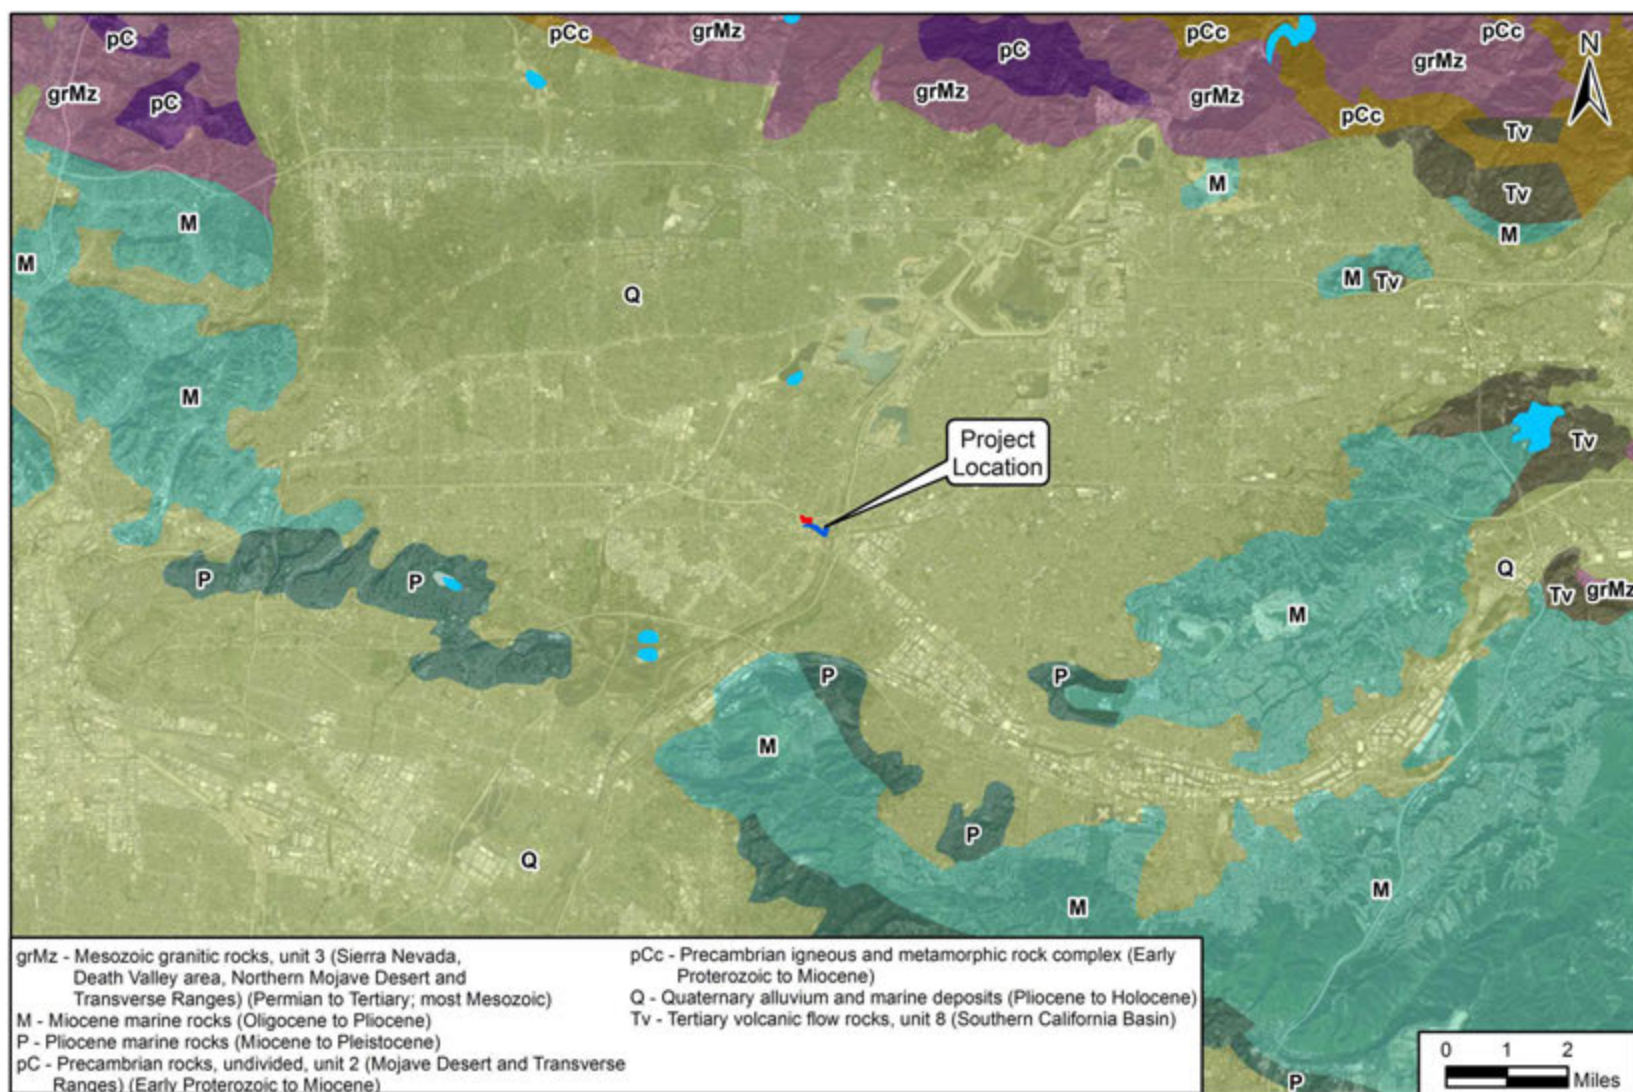 pC
pCc
grMz
pC
pCc
pCc
grMz
N
grMz
pC
grMz
grMz
pCc
Tv
M
M
Tv
M
M
Q
M
Tv
M
Project
Location
Tv
P
P
Q
Tv
grMz
M
P
P
M
P
Q
M
M
grMz - Mesozoic granitic rocks, unit 3 (Sierra Nevada,
Death Valley area, Northern Mojave Desert and
Transverse Ranges) (Permian to Tertiary; most Mesozoic)
M - Miocene marine rocks (Oligocene to Pliocene)
P - Pliocene marine rocks (Miocene to Pleistocene)
pC - Precambrian rocks, undivided, unit 2 (Mojave Desert and Transverse
Ranges) (Early Proterozoic to Miocene)
pCc - Precambrian igneous and metamorphic rock complex (Early
Proterozoic to Miocene)
Q - Quaternary alluvium and marine deposits (Pliocene to Holocene)
Tv - Tertiary volcanic flow rocks, unit 8 (Southern California Basin)
0 1 2
Miles
P